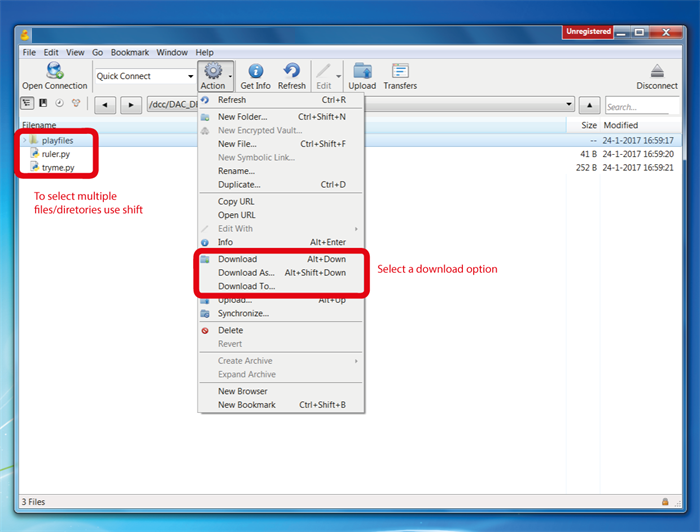 Unregistered
File Edit View Go Bookmark Window Help
Open Connection Quick Connect Action Get Info Refresh Edit Upload Transfers Disconnect
Search...
Filename Size Modified
playfiles -- 24-1-2017 16:59:17
ruler.py 41 B 24-1-2017 16:59:20
tryme.py 252 B 24-1-2017 16:59:21
To select multiple
files/diretories use shift
Refresh Ctrl+R
New Folder... Ctrl+Shift+N
New Encrypted Vault...
New File... Ctrl+Shift+F
New Symbolic Link...
Rename...
Duplicate... Ctrl+D
Copy URL
Open URL
Edit With
Info Alt+Enter
Download Alt+Down
Download As... Alt+Shift+Down
Download To...
Select a download option
Upload... Alt+Up
Synchronize...
Delete
Revert
Create Archive
Expand Archive
New Browser
New Bookmark Ctrl+Shift+B
3 Files